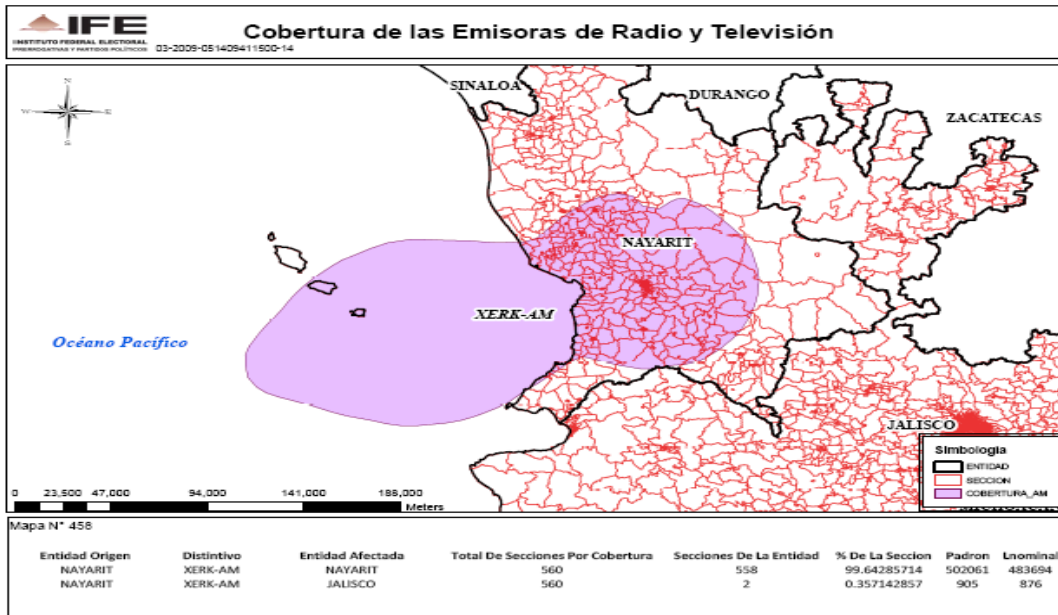 IFE
INSTITUTO FEDERAL ELECTORAL
PRERROGATIVAS Y PARTIDOS POLÍTICOS
03-2009-051409411500-14
Cobertura de las Emisoras de Radio y Televisión
N
W E
S
SINALOA
DURANGO
ZACATECAS
NAYARIT
XERK-AM
Océano Pacífico
JALISCO
Simbología
ENTIDAD
SECCION
COBERTURA_AM
0 23,500 47,000 94,000 141,000 188,000
Meters
Mapa N° 458
Entidad Origen Distintivo Entidad Afectada Total De Secciones Por Cobertura Secciones De La Entidad % De La Seccion Padron Lnominal
NAYARIT XERK-AM NAYARIT 560 558 99.64285714 502061 483694
NAYARIT XERK-AM JALISCO 560 2 0.357142857 905 876